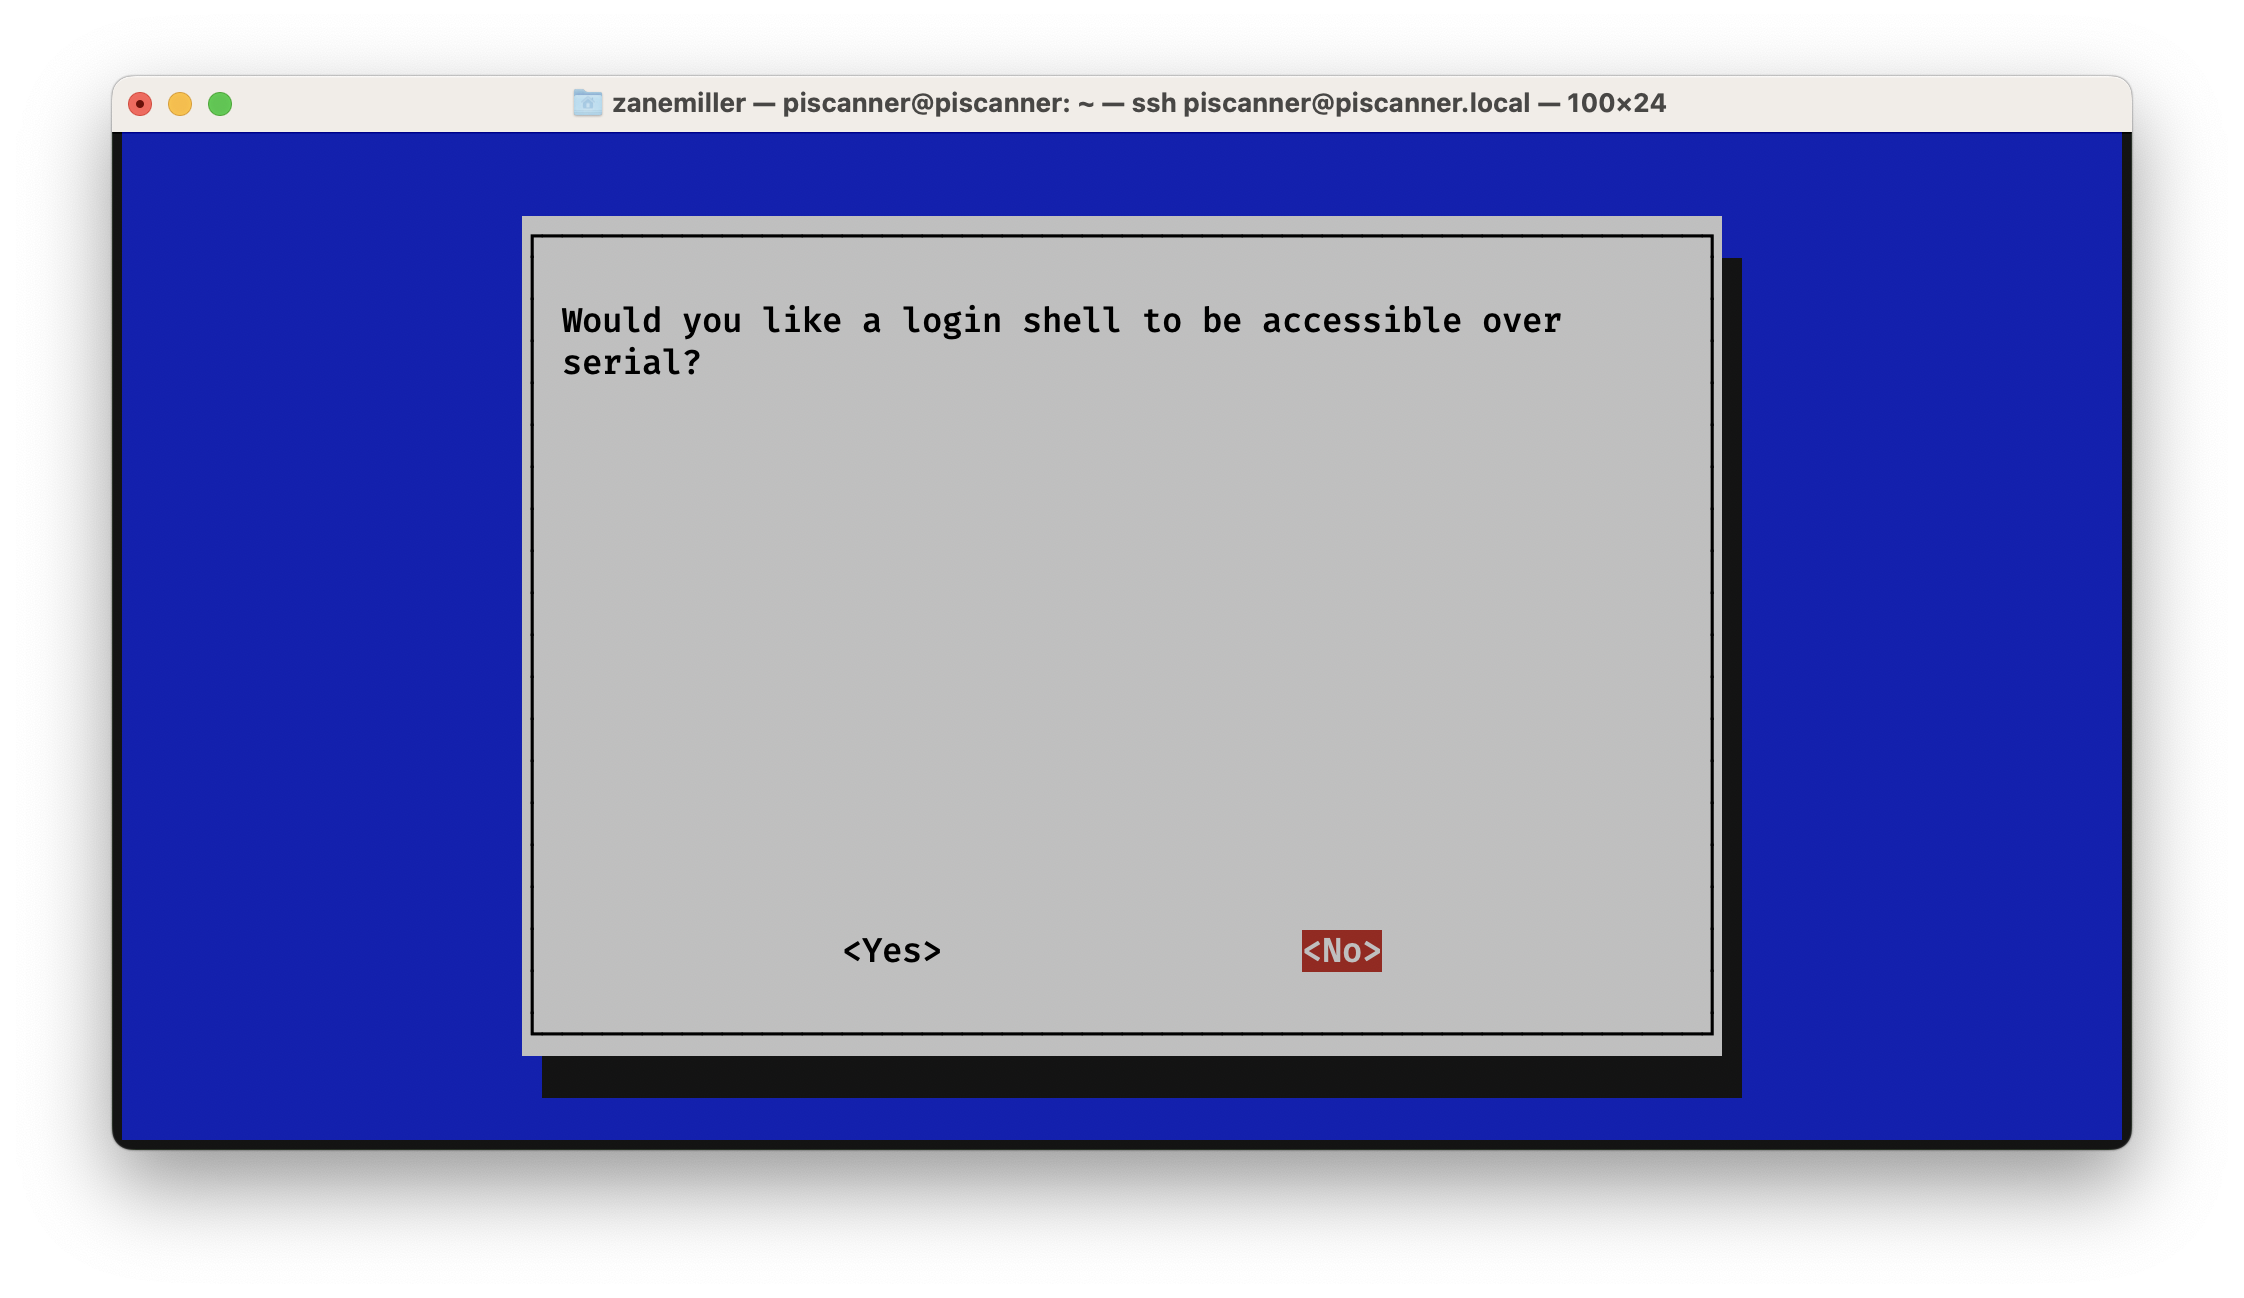 zanemiller — piscanner@piscanner: ~ — ssh piscanner@piscanner.local — 100×24
Would you like a login shell to be accessible over
serial?
<Yes> <No>